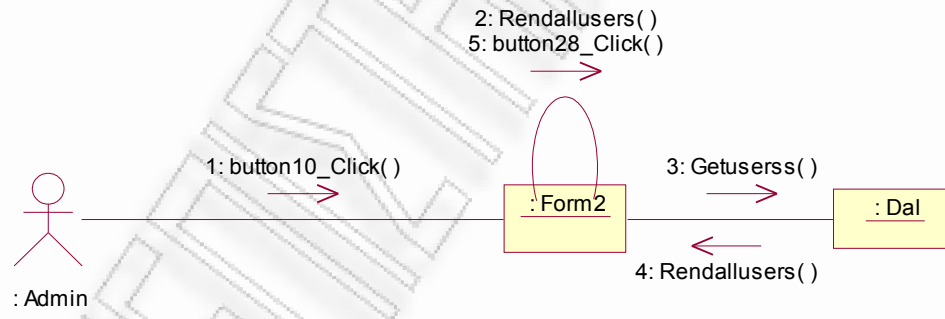 2: Rendallusers( )
5: button28_Click( )
1: button10_Click( )
3: Getuserss( )
: Form2
: Dal
4: Rendallusers( )
: Admin